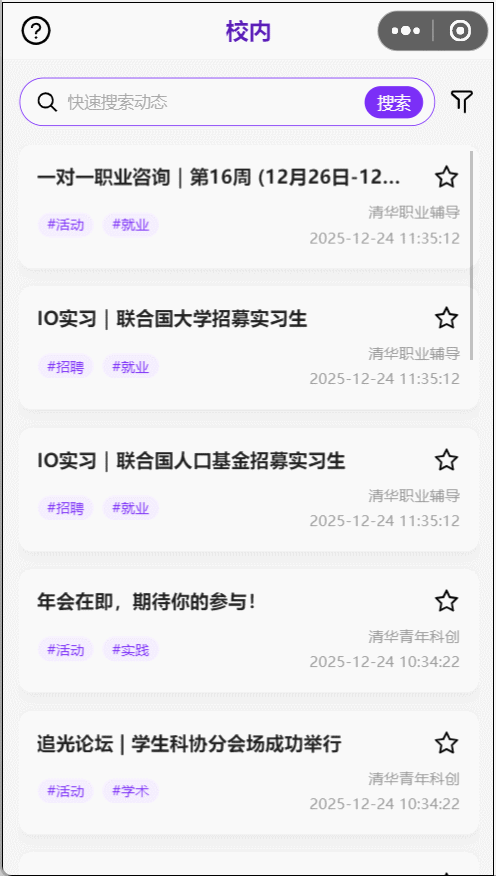 校内
快速搜索动态
搜索
一对一职业咨询｜第16周 (12月26日-12...
#活动 #就业
清华职业辅导
2025-12-24 11:35:12
IO实习｜联合国大学招募实习生
#招聘 #就业
清华职业辅导
2025-12-24 11:35:12
IO实习｜联合国人口基金招募实习生
#招聘 #就业
清华职业辅导
2025-12-24 11:35:12
年会在即，期待你的参与！
#活动 #实践
清华青年科创
2025-12-24 10:34:22
追光论坛 | 学生科协分会场成功举行
#活动 #学术
清华青年科创
2025-12-24 10:34:22